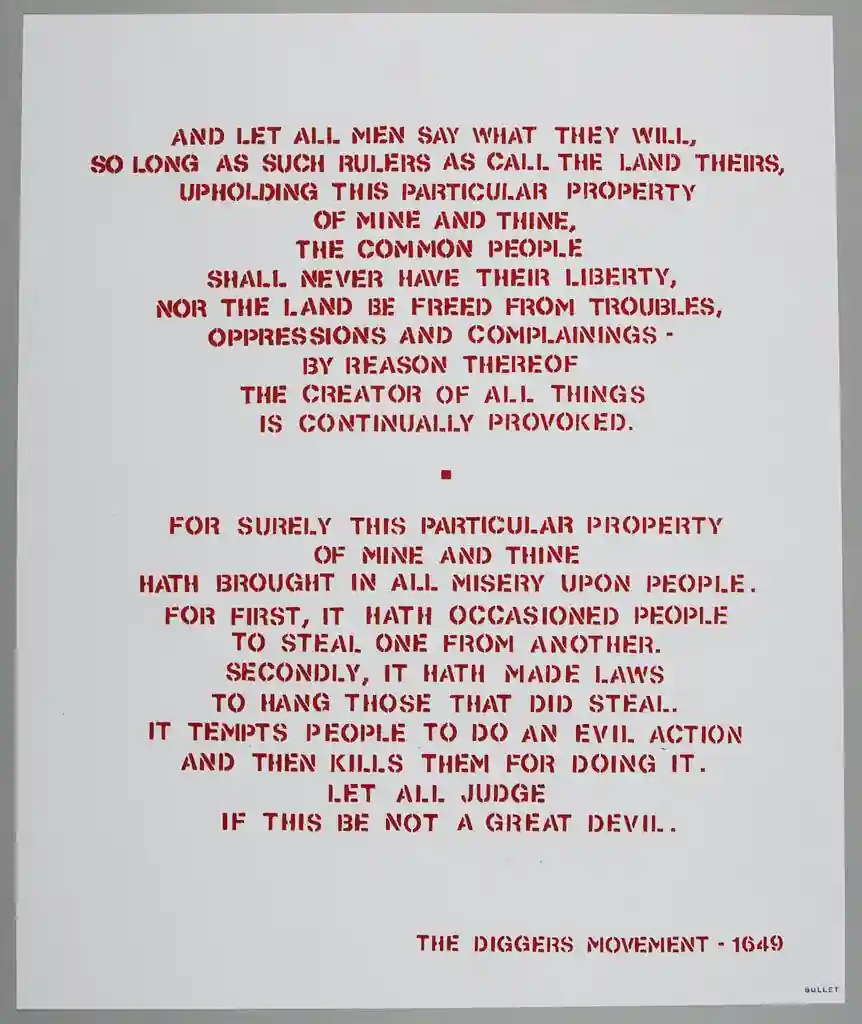 AND LET ALL MEN SAY WHAT THEY WILL,
SO LONG AS SUCH RULERS AS CALL THE LAND THEIRS,
UPHOLDING THIS PARTICULAR PROPERTY
OF MINE AND THINE,
THE COMMON PEOPLE
SHALL NEVER HAVE THEIR LIBERTY,
NOR THE LAND BE FREED FROM TROUBLES,
OPPRESSIONS AND COMPLAININGS -
BY REASON THEREOF
THE CREATOR OF ALL THINGS
IS CONTINUALLY PROVOKED.
FOR SURELY THIS PARTICULAR PROPERTY
OF MINE AND THINE
HATH BROUGHT IN ALL MISERY UPON PEOPLE.
FOR FIRST, IT HATH OCCASIONED PEOPLE
TO STEAL ONE FROM ANOTHER.
SECONDLY, IT HATH MADE LAWS
TO HANG THOSE THAT DID STEAL.
IT TEMPTS PEOPLE TO DO AN EVIL ACTION
AND THEN KILLS THEM FOR DOING IT.
LET ALL JUDGE
IF THIS BE NOT A GREAT DEVIL.
THE DIGGERS MOVEMENT - 1649
BULLET